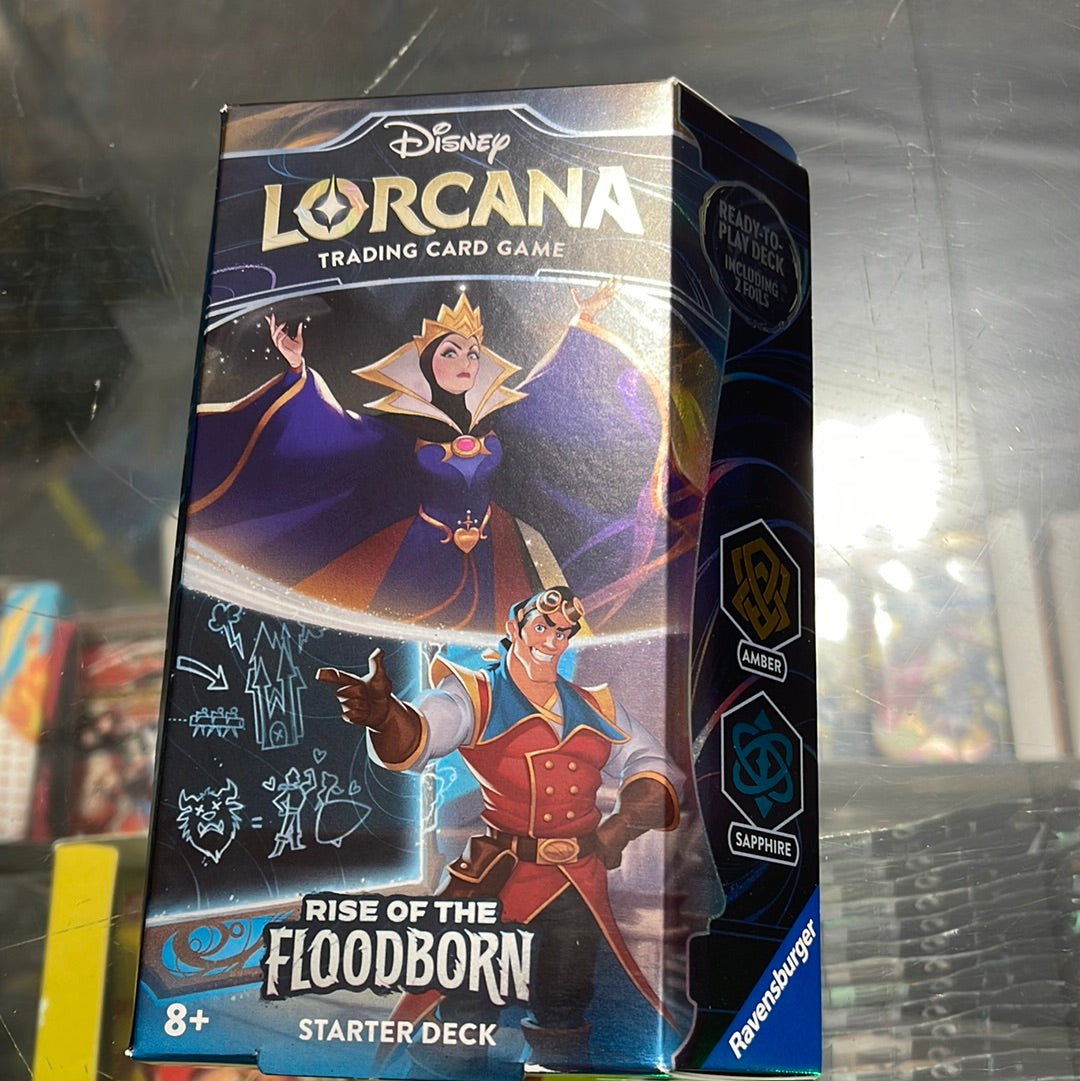 Disney
LORCANA
TRADING CARD GAME
READY-TO-
PLAY DECK
INCLUDING
2 FOILS
AMBER
SAPPHIRE
RISE OF THE
FLOODBORN
8+
STARTER DECK
Ravensburger